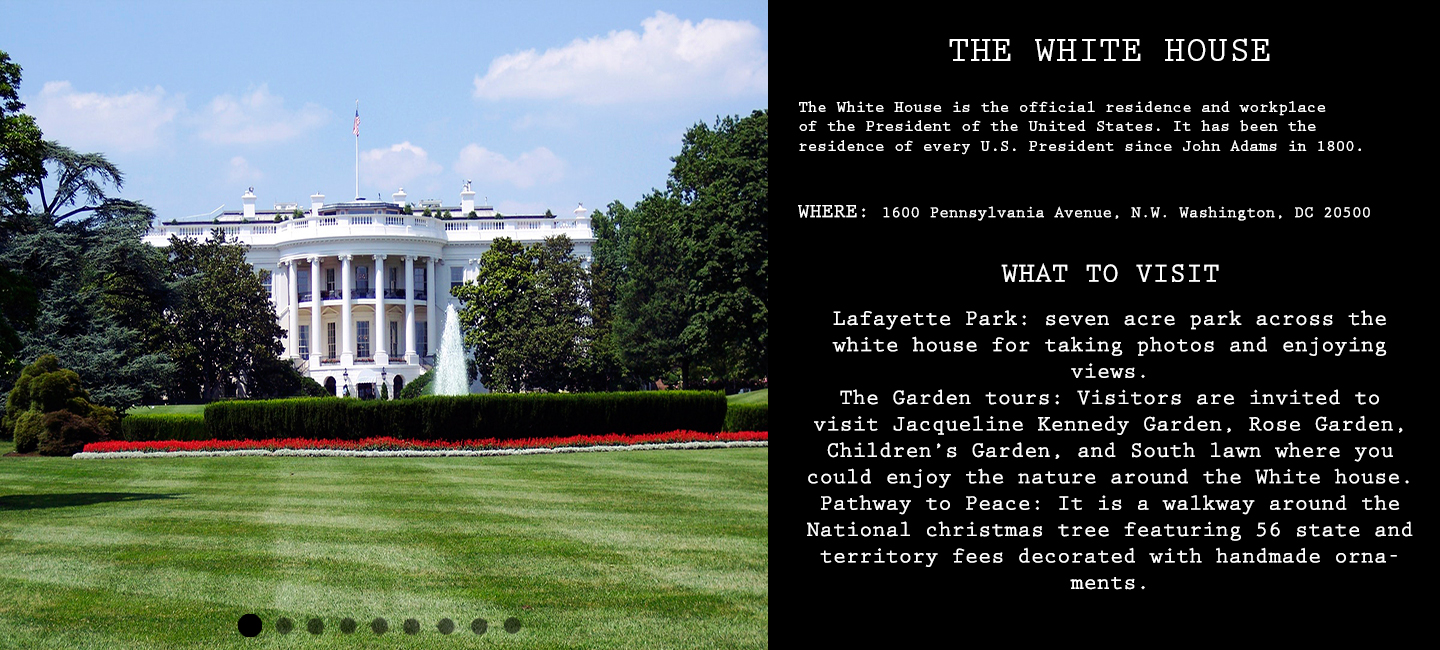 THE WHITE HOUSE
The White House is the official residence and workplace
of the President of the United States. It has been the
residence of every U.S. President since John Adams in 1800.
WHERE: 1600 Pennsylvania Avenue, N.W. Washington, DC 20500
WHAT TO VISIT
Lafayette Park: seven acre park across the
white house for taking photos and enjoying
views.
The Garden tours: Visitors are invited to
visit Jacqueline Kennedy Garden, Rose Garden,
Children's Garden, and South lawn where you
could enjoy the nature around the White house.
Pathway to Peace: It is a walkway around the
National christmas tree featuring 56 state and
territory fees decorated with handmade orna-
ments.